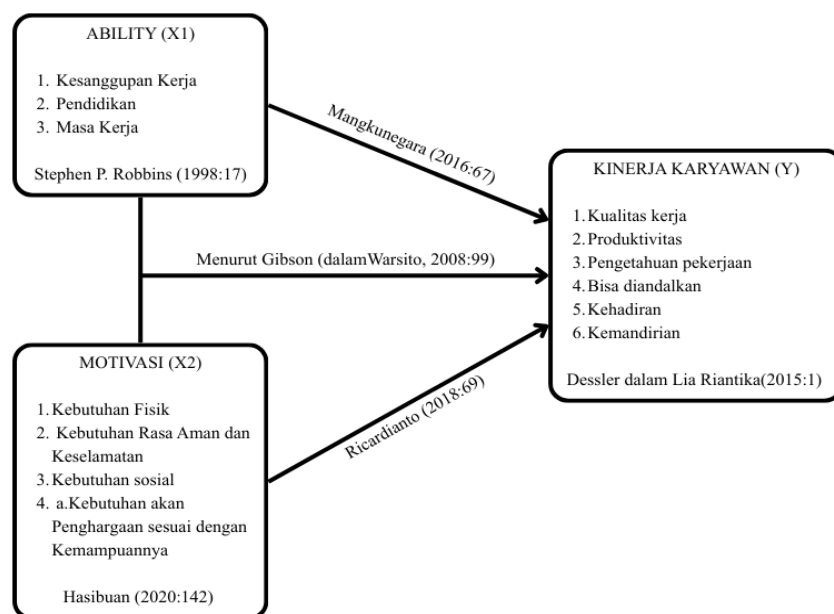 ABILITY (X1)
1. Kesanggupan Kerja
2. Pendidikan
3. Masa Kerja
Stephen P. Robbins (1998:17)
Mangkunegara (2016:67)
Menurut Gibson (dalamWarsito, 2008:99)
MOTIVASI (X2)
1.Kebutuhan Fisik
2. Kebutuhan Rasa Aman dan
Keselamatan
3.Kebutuhan sosial
4. a.Kebutuhan akan
Penghargaan sesuai dengan
Kemampuannya
Hasibuan (2020:142)
Ricardianto (2018:69)
KINERJA KARYAWAN (Y)
1.Kualitas kerja
2.Produktivitas
3.Pengetahuan pekerjaan
4.Bisa diandalkan
5.Kehadiran
6.Kemandirian
Dessler dalam Lia Riantika(2015:1)